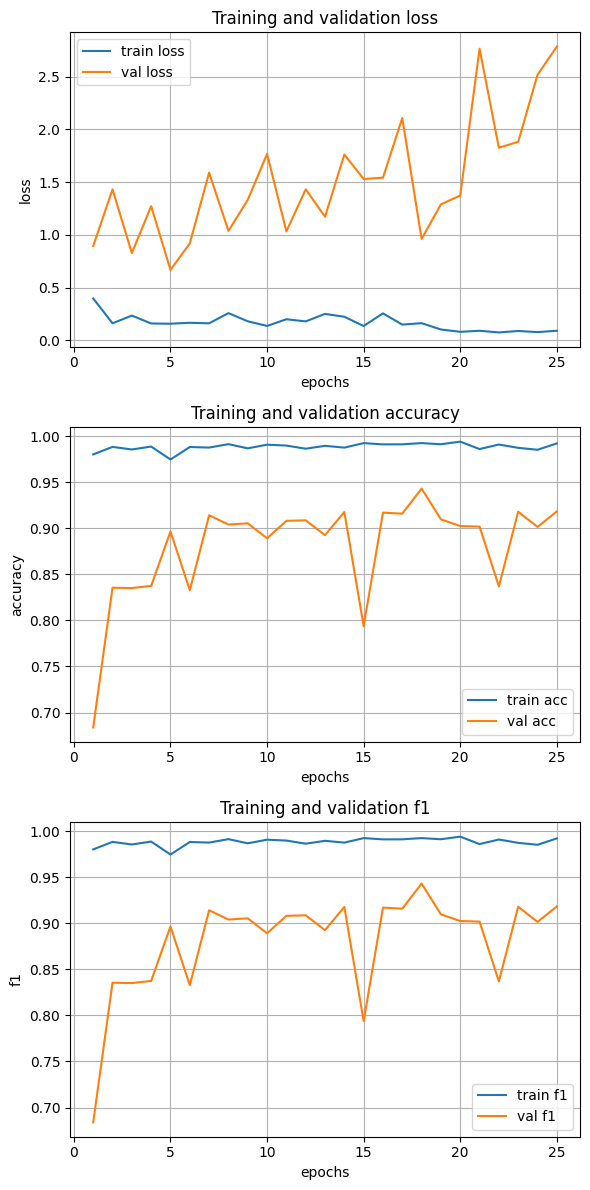 Training and validation loss
train loss
val loss
2.5
2.0
1.5
1.0
0.5
0.0
loss
0 5 10 15 20 25
epochs
Training and validation accuracy
1.00
0.95
0.90
0.85
0.80
0.75
0.70
accuracy
train acc
val acc
0 5 10 15 20 25
epochs
Training and validation f1
1.00
0.95
0.90
0.85
0.80
0.75
0.70
f1
train f1
val f1
0 5 10 15 20 25
epochs